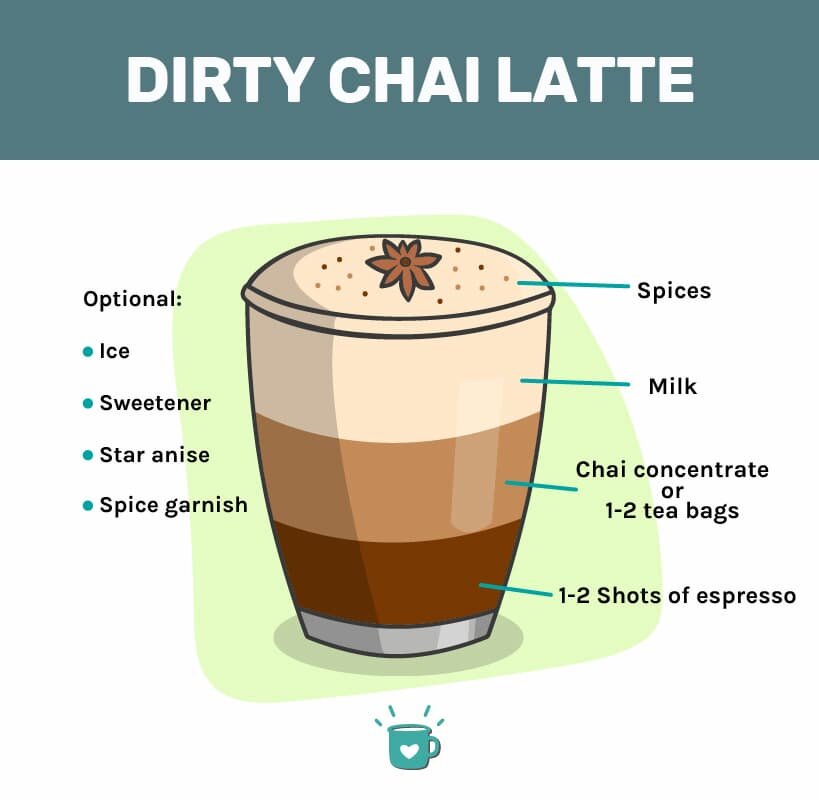 DIRTY CHAI LATTE
Optional:
Ice
Sweetener
Star anise
Spice garnish
Spices
Milk
Chai concentrate
or
1-2 tea bags
1-2 Shots of espresso